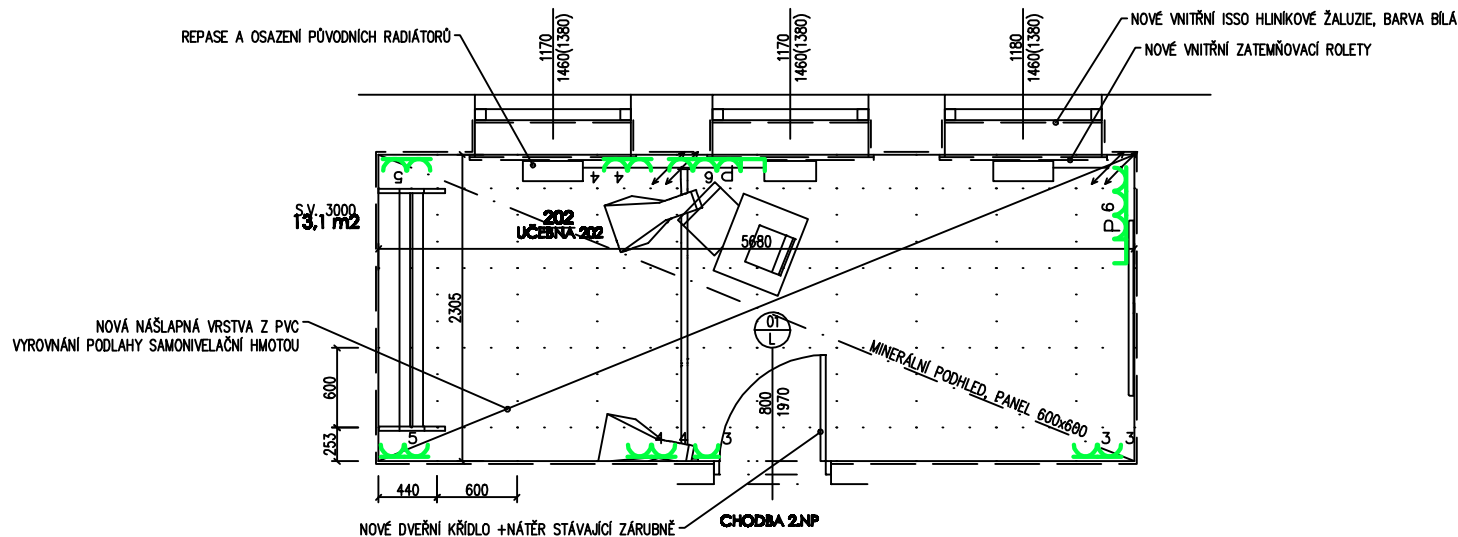 REPASE A OSAZENÍ PŮVODNÍCH RADIÁTORŮ
1170
1460(1380)
1170
1460(1380)
1180
1460(1380)
NOVÉ VNITŘNÍ ISSO HLINÍKOVÉ ŽALUZIE, BARVA BÍLÁ
NOVÉ VNITŘNÍ ZATEMŇOVACÍ ROLETY
5
4
4
6
P
P 6
S.V. 3000
13,1 m2
202
UČEBNA 202
5680
2305
NOVÁ NÁŠLAPNÁ VRSTVA Z PVC
VYROVNÁNÍ PODLAHY SAMONIVELAČNÍ HMOTOU
01
L
MINERÁLNÍ PODHLED, PANEL 600x600
600
253
800
1970
5
4
4
3
3
3
440
600
NOVÉ DVEŘNÍ KŘÍDLO +NÁTĚR STÁVAJÍCÍ ZÁRUBNĚ
CHODBA 2.NP